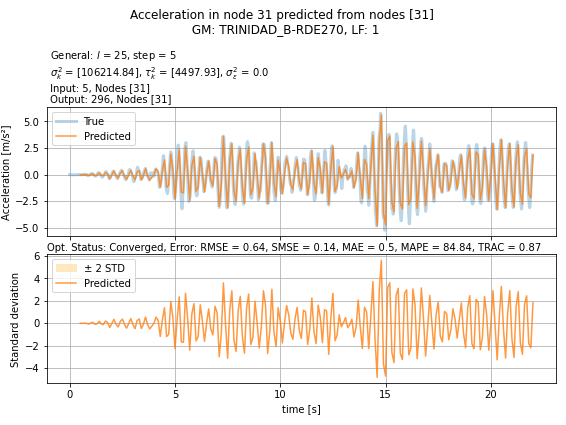 Acceleration in node 31 predicted from nodes [31]
GM: TRINIDAD_B-RDE270, LF: 1
General: l = 25, step = 5
σ²ₖ = [106214.84], τ²ₖ = [4497.93], σ²ε = 0.0
Input: 5, Nodes [31]
Output: 296, Nodes [31]
True
Predicted
Acceleration [m/s²]
5.0
2.5
0.0
−2.5
−5.0
Opt. Status: Converged, Error: RMSE = 0.64, SMSE = 0.14, MAE = 0.5, MAPE = 84.84, TRAC = 0.87
± 2 STD
Predicted
Standard deviation
6
4
2
0
−2
−4
0 5 10 15 20
time [s]